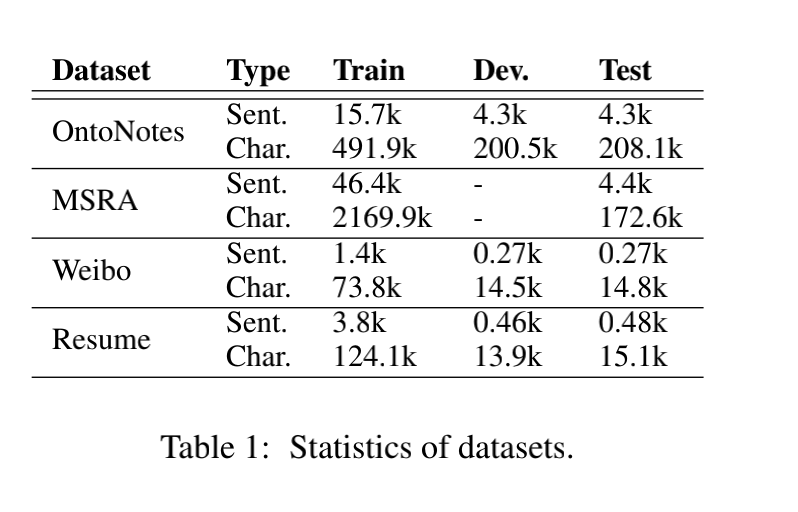 Dataset Type Train Dev. Test
OntoNotes Sent. 15.7k 4.3k 4.3k
Char. 491.9k 200.5k 208.1k
MSRA Sent. 46.4k - 4.4k
Char. 2169.9k - 172.6k
Weibo Sent. 1.4k 0.27k 0.27k
Char. 73.8k 14.5k 14.8k
Resume Sent. 3.8k 0.46k 0.48k
Char. 124.1k 13.9k 15.1k
Table 1: Statistics of datasets.